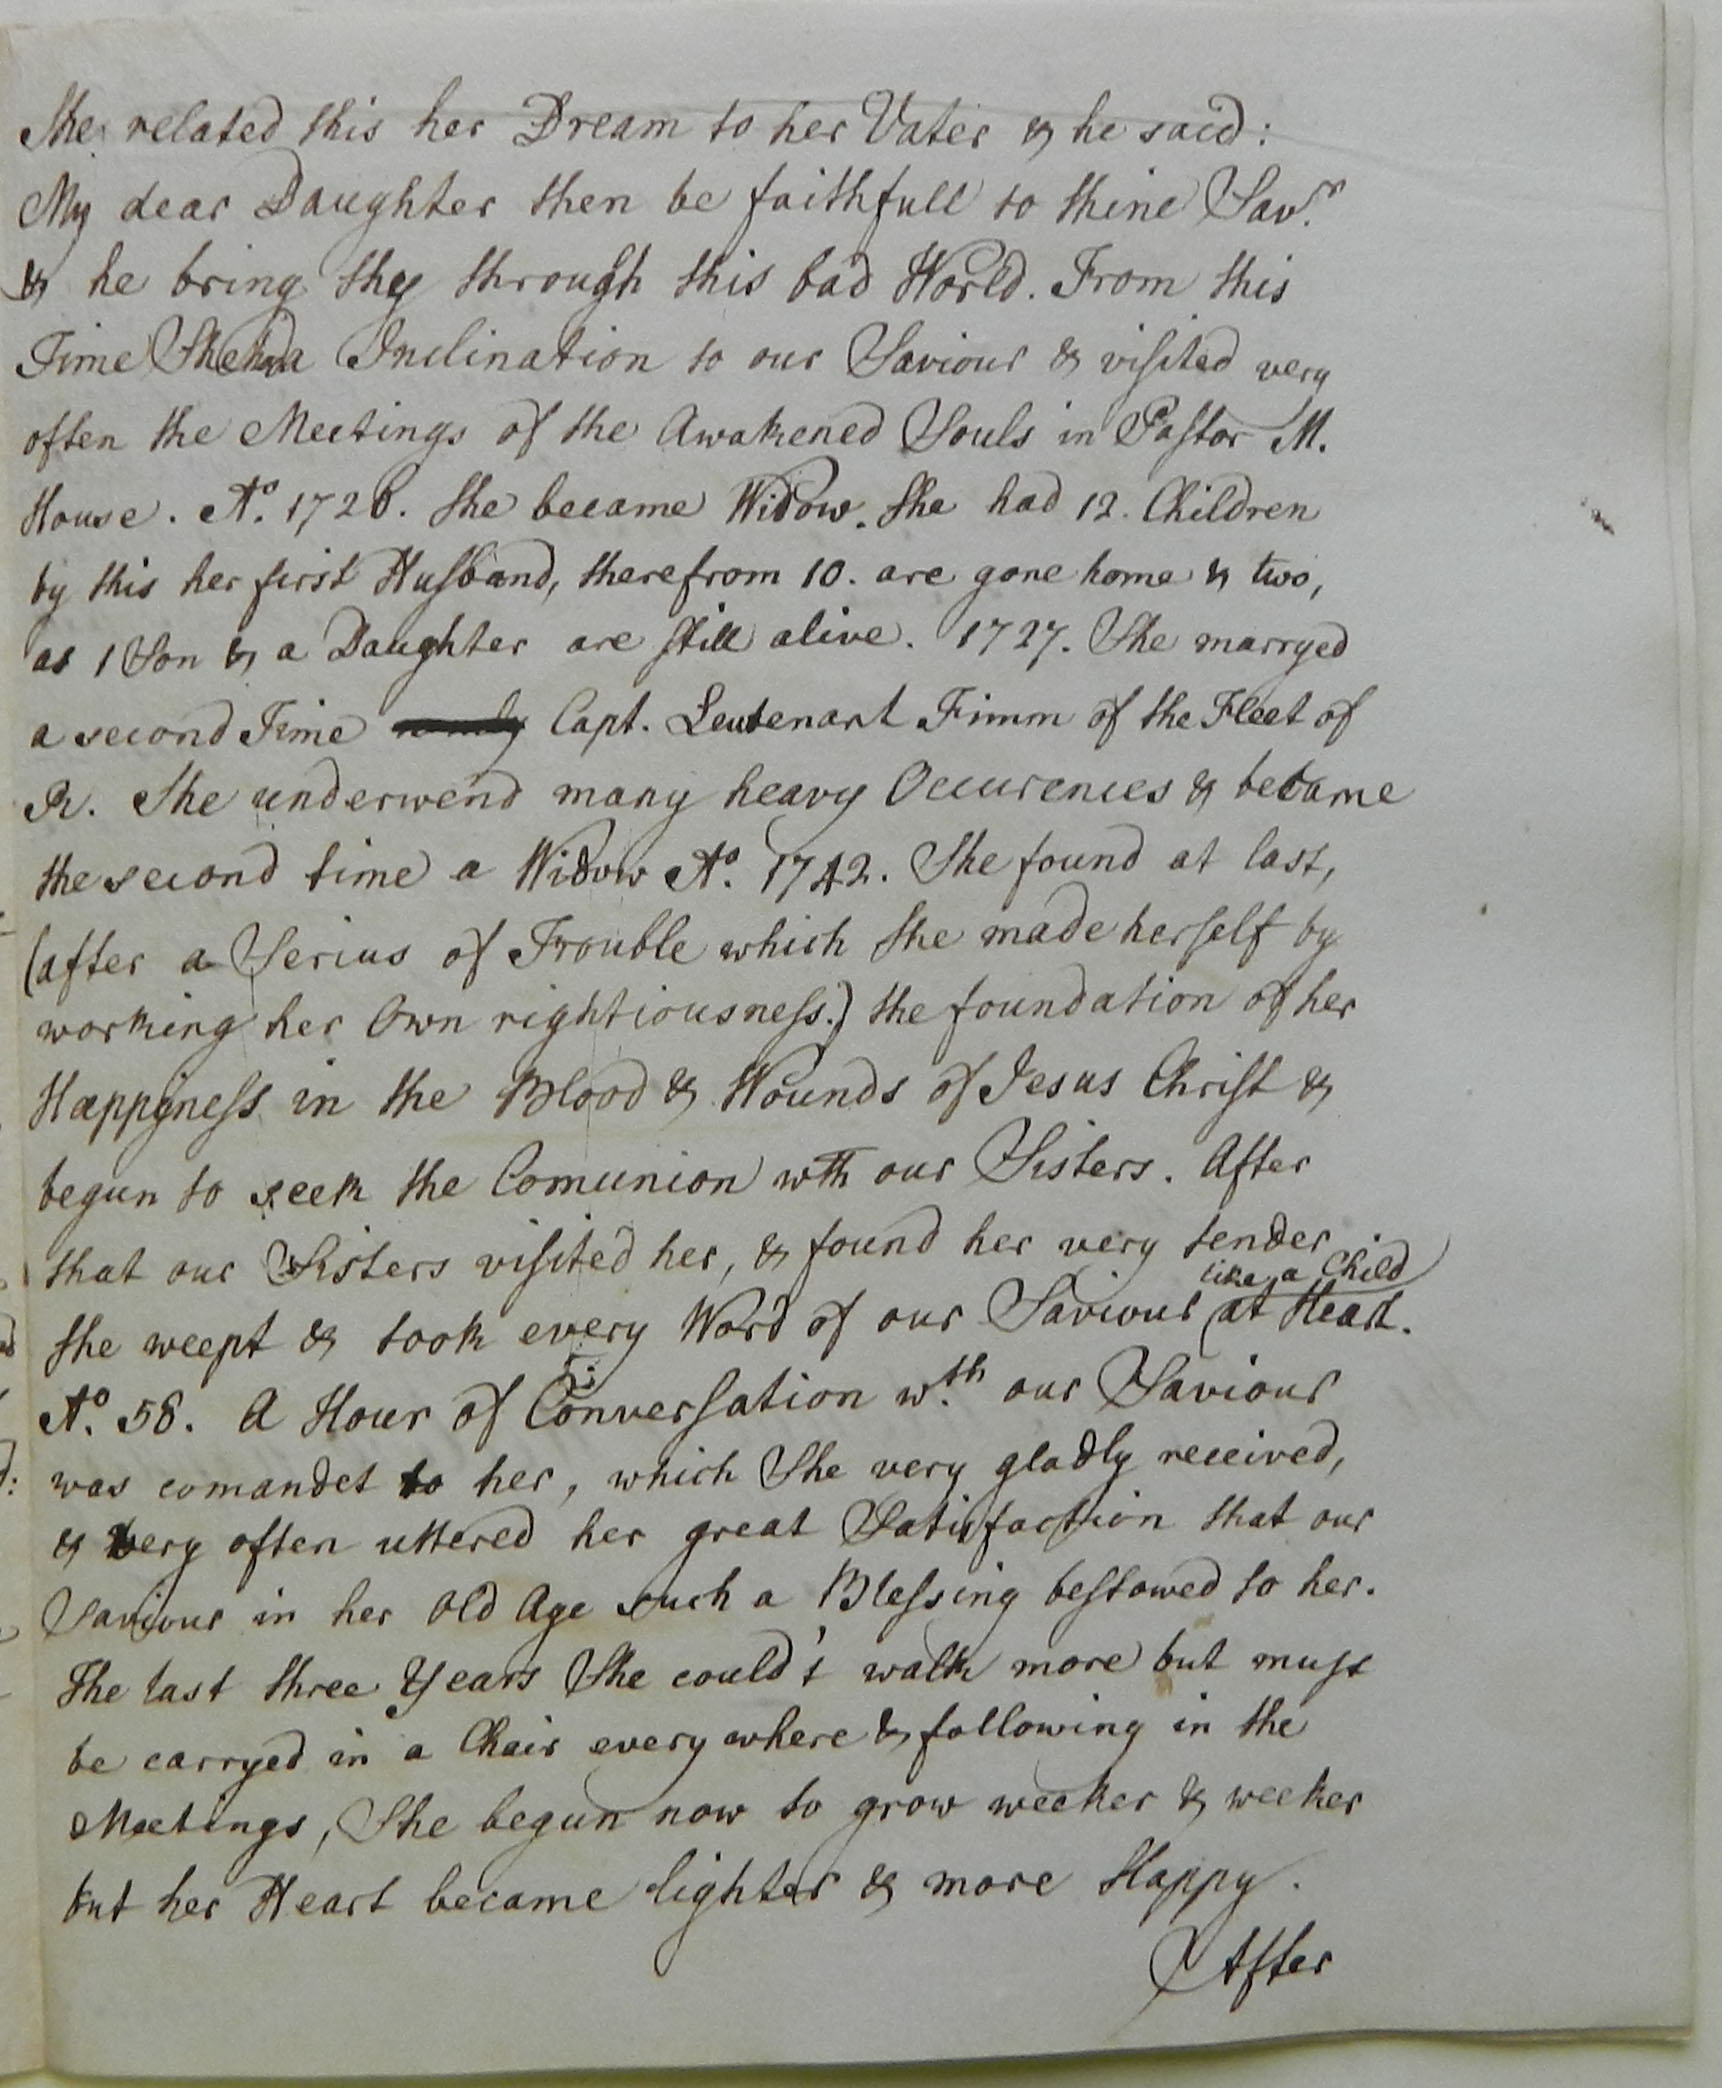 She related this her Dream to her Vater & he said:
My dear Daughter then be faithfull to thine Savr.
& he bring thy through this bad World. From this
Time She had a Inclination to our Saviour & visited very
often the Meetings of the Awakened Souls in Pastor M.
House. Ao. 1726. She became Widow. She had 12. Children
by this her first Husband, therefrom 10. are gone home & two,
as 1 Son & a Daughter are still alive. 1727. She marryed
a second Time Capt. Leutenant Timm of the Fleet of
R. She underwend many heavy Occurences & became
the second time a Widow Ao. 1742. She found at last,
(after a Serius of Trouble which she made herself by
working her Own rightiousness.) the foundation of her
Happyness in the Blood & Wounds of Jesus Christ &
begun to seek the Comunion wth our Sisters. After
that our Sisters visited her, & found her very tender
like a Child
she weept & took every Word of our Saviour at Heart.
Ao. 58. A Hour of Conversation wth. our Saviour
was comandet to her, which She very gladly received,
& very often uttered her great Satisfaction that our
Saviour in her Old Age such a Blessing bestowed to her.
The last three Years She could't walk more but must
be carryed in a Chair every where & following in the
Meetings, She begun now to grow weeker & weeker
but her Heart became lighter & more Happy.
After